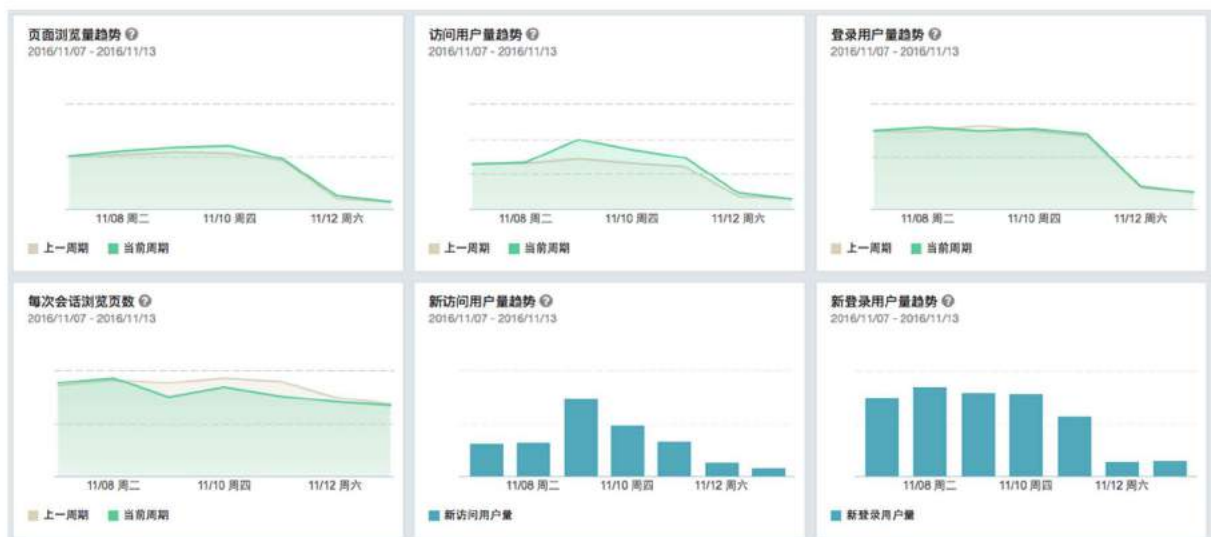 页面浏览量趋势
2016/11/07 - 2016/11/13
11/08 周二 11/10 周四 11/12 周六
上一周期 当前周期
访问用户量趋势
2016/11/07 - 2016/11/13
11/08 周二 11/10 周四 11/12 周六
上一周期 当前周期
登录用户量趋势
2016/11/07 - 2016/11/13
11/08 周二 11/10 周四 11/12 周六
上一周期 当前周期
每次会话浏览页数
2016/11/07 - 2016/11/13
11/08 周二 11/10 周四 11/12 周六
上一周期 当前周期
新访问用户量趋势
2016/11/07 - 2016/11/13
11/08 周二 11/10 周四 11/12 周六
新访问用户量
新登录用户量趋势
2016/11/07 - 2016/11/13
11/08 周二 11/10 周四 11/12 周六
新登录用户量